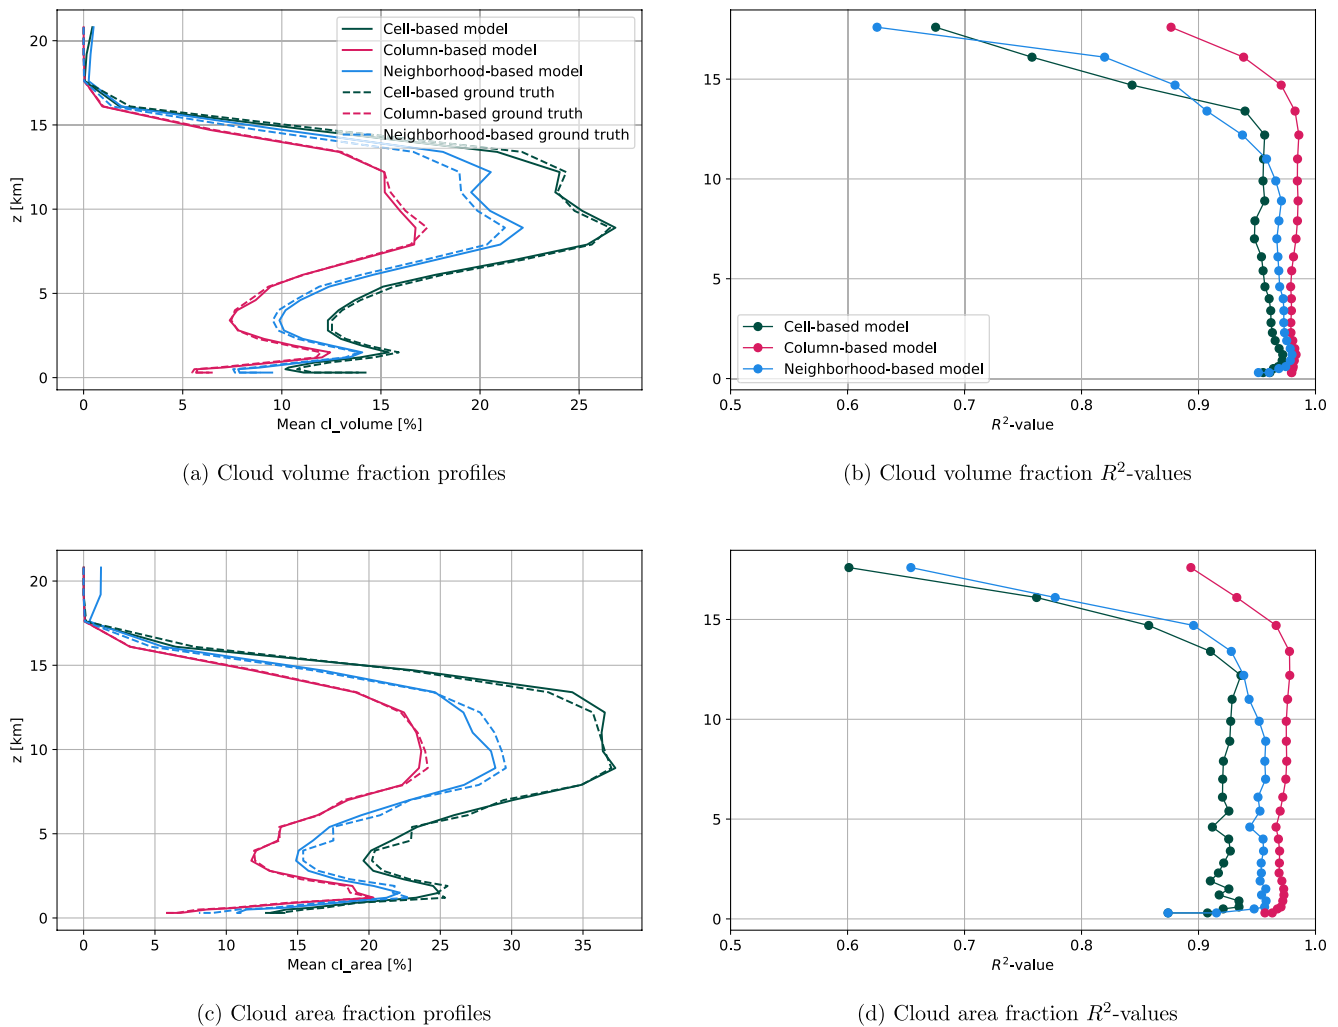 20
15
10
5
0
z [km]
0 5 10 15 20 25
Mean cl_volume [%]
Cell-based model
Column-based model
Neighborhood-based model
Cell-based ground truth
Column-based ground truth
Neighborhood-based ground truth
(a) Cloud volume fraction profiles
15
10
5
0
0.5 0.6 0.7 0.8 0.9 1.0
R²-value
Cell-based model
Column-based model
Neighborhood-based model
(b) Cloud volume fraction R²-values
20
15
10
5
0
z [km]
0 5 10 15 20 25 30 35
Mean cl_area [%]
(c) Cloud area fraction profiles
15
10
5
0
0.5 0.6 0.7 0.8 0.9 1.0
R²-value
(d) Cloud area fraction R²-values